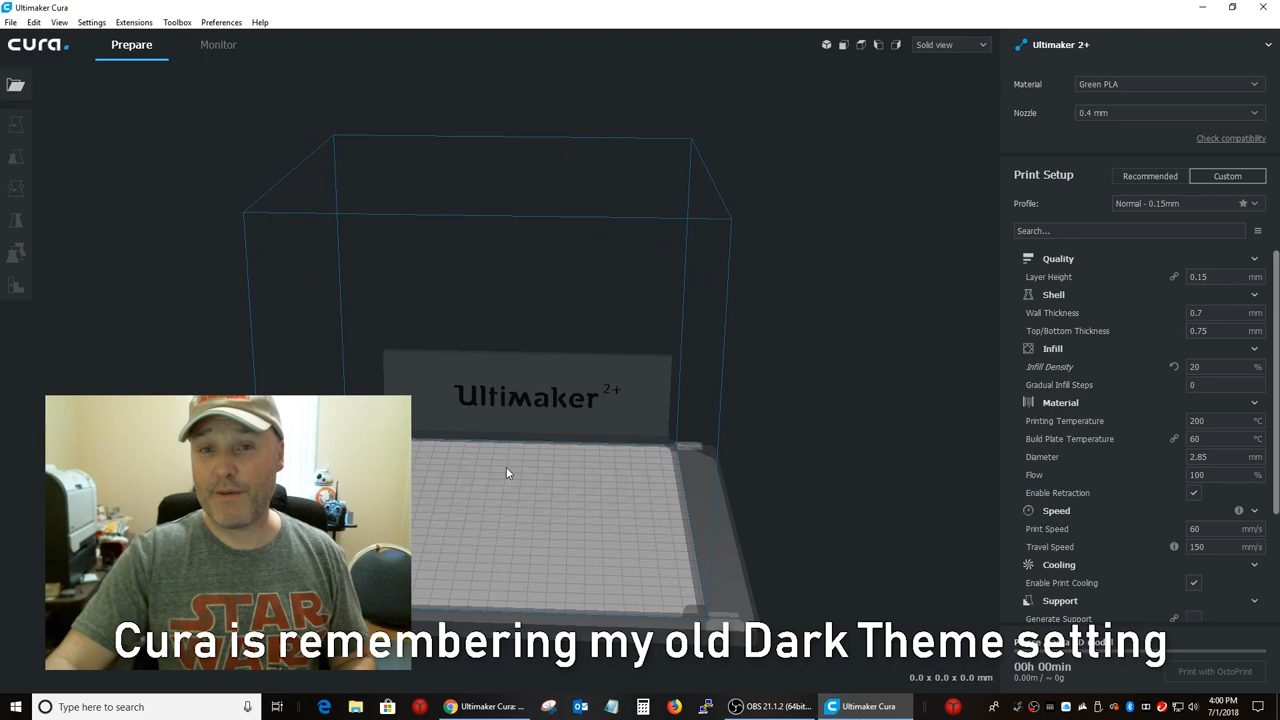 Ultimaker Cura
File Edit View Settings Extensions Toolbox Preferences Help
cura. Prepare Monitor
Solid view
Ultimaker 2+
Material Green PLA
Nozzle 0.4 mm
Check compatibility
Print Setup Recommended Custom
Profile: Normal - 0.15mm
Search...
Quality
Layer Height 0.15 mm
Shell
Wall Thickness 0.7 mm
Top/Bottom Thickness 0.75 mm
Infill
Infill Density 20 %
Gradual Infill Steps 0
Material
Printing Temperature 200 °C
Build Plate Temperature 60 °C
Diameter 2.85 mm
Flow 100 %
Enable Retraction
Speed
Print Speed 60 mm/s
Travel Speed 150 mm/s
Cooling
Enable Print Cooling
Support
Generate Support
Ultimaker 2+
STAR WARS
Cura is remembering my old Dark Theme setting
00h 00min
0.00m / ~ 0g
0.0 x 0.0 x 0.0 mm
Print with OctoPrint
Type here to search
Ultimaker Cura: ...
OBS 21.1.2 (64bit...
Ultimaker Cura
4:00 PM
7/1/2018